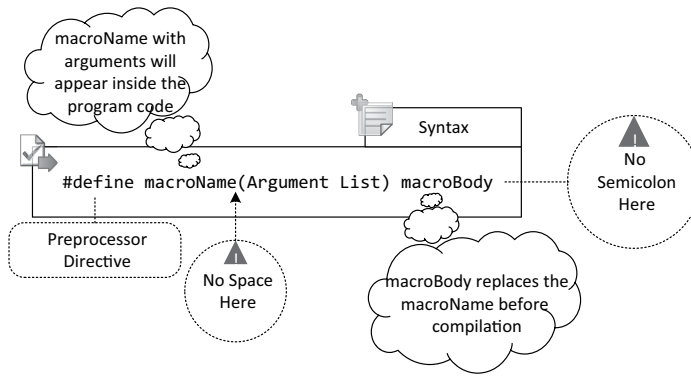 macroName with
arguments will
appear inside the
program code
Syntax
#define macroName(Argument List) macroBody
No
Semicolon
Here
Preprocessor
Directive
No Space
Here
macroBody replaces the
macroName before
compilation